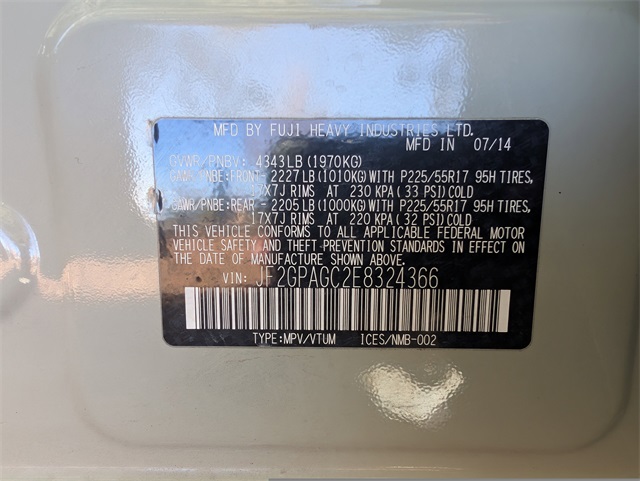 MFD BY FUJI HEAVY INDUSTRIES LTD.
MFD IN 07/14
GVWR/PNBV: 4343LB(1970KG)
GAWR/PNBE:FRONT- 2227LB(1010KG)WITH P225/55R17 95H TIRES,
17X7J RIMS AT 230 KPA( 33 PSI)COLD
GAWR/PNBE:REAR - 2205LB(1000KG)WITH P225/55R17 95H TIRES,
17X7J RIMS AT 220 KPA( 32 PSI)COLD
THIS VEHICLE CONFORMS TO ALL APPLICABLE FEDERAL MOTOR
VEHICLE SAFETY AND THEFT-PREVENTION STANDARDS IN EFFECT ON
THE DATE OF MANUFACTURE SHOWN ABOVE.
VIN: JF2GPAGC2E8324366
TYPE:MPV/VTUM ICES/NMB-002